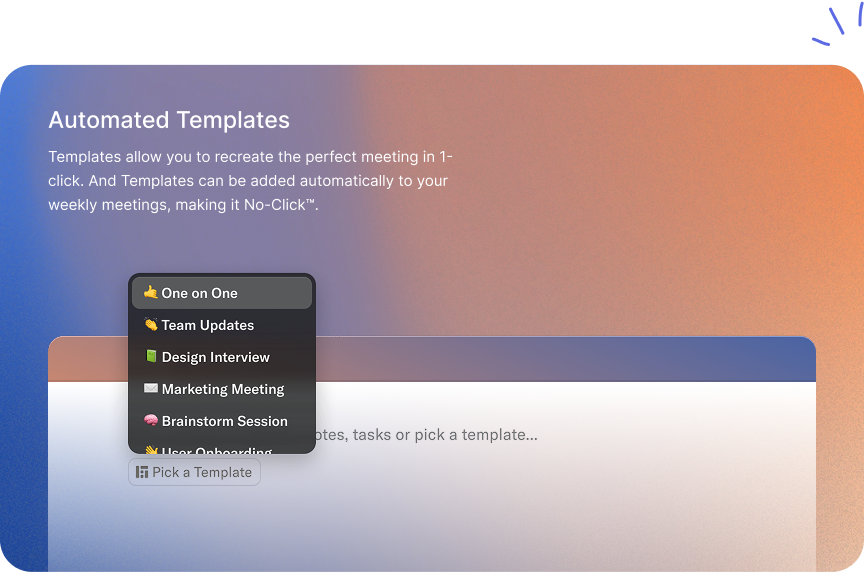 Automated Templates
Templates allow you to recreate the perfect meeting in 1-
click. And Templates can be added automatically to your
weekly meetings, making it No-Click™.
🤙 One on One
👏 Team Updates
📗 Design Interview
✉️ Marketing Meeting
🧠 Brainstorm Session
tasks or pick a template...
👋 User Onboarding
Pick a Template